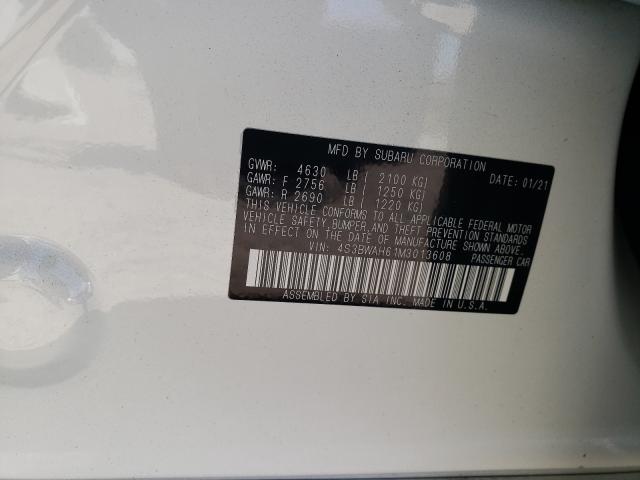 MFD BY SUBARU CORPORATION
GVWR: 4630 LB ( 2100 KG) DATE: 01/21
GAWR: F 2756 LB ( 1250 KG)
GAWR: R 2690 LB ( 1220 KG)
THIS VEHICLE CONFORMS TO ALL APPLICABLE FEDERAL MOTOR
VEHICLE SAFETY, BUMPER, AND THEFT PREVENTION STANDARDS
IN EFFECT ON THE DATE OF MANUFACTURE SHOWN ABOVE.
VIN: 4S3BWAH61M3013608 PASSENGER CAR
ASSEMBLED BY SIA INC. MADE IN U.S.A.